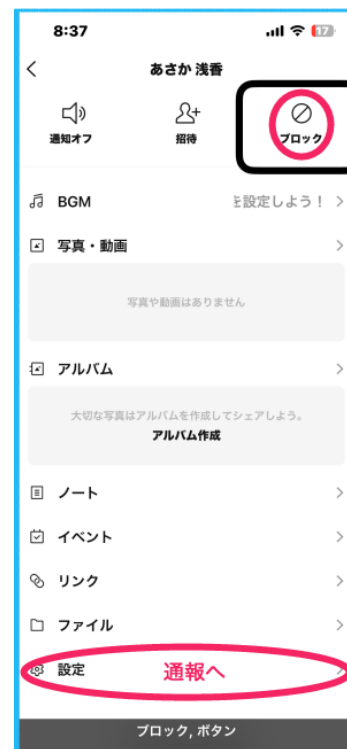 8:37
17
あさか 浅香
通知オフ
招待
ブロック
BGM
を設定しよう!
写真・動画
写真や動画はありません
アルバム
大切な写真はアルバムを作成してシェアしよう。
アルバム作成
ノート
イベント
リンク
ファイル
設定
通報へ
ブロック, ボタン